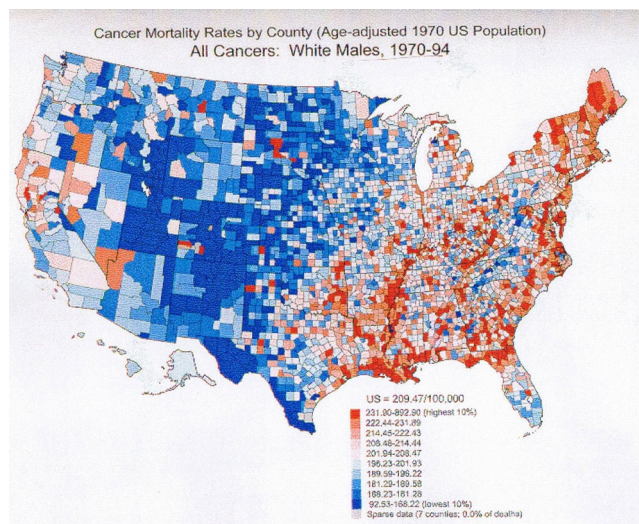 Cancer Mortality Rates by County (Age-adjusted 1970 US Population)
All Cancers: White Males, 1970-94
US = 209.47/100,000
231.90-892.90 (highest 10%)
222.44-231.89
214.45-222.43
208.48-214.44
201.94-208.47
196.23-201.93
189.59-196.22
181.29-189.58
168.23-181.28
92.53-168.22 (lowest 10%)
Sparse data (7 counties; 0.0% of deaths)